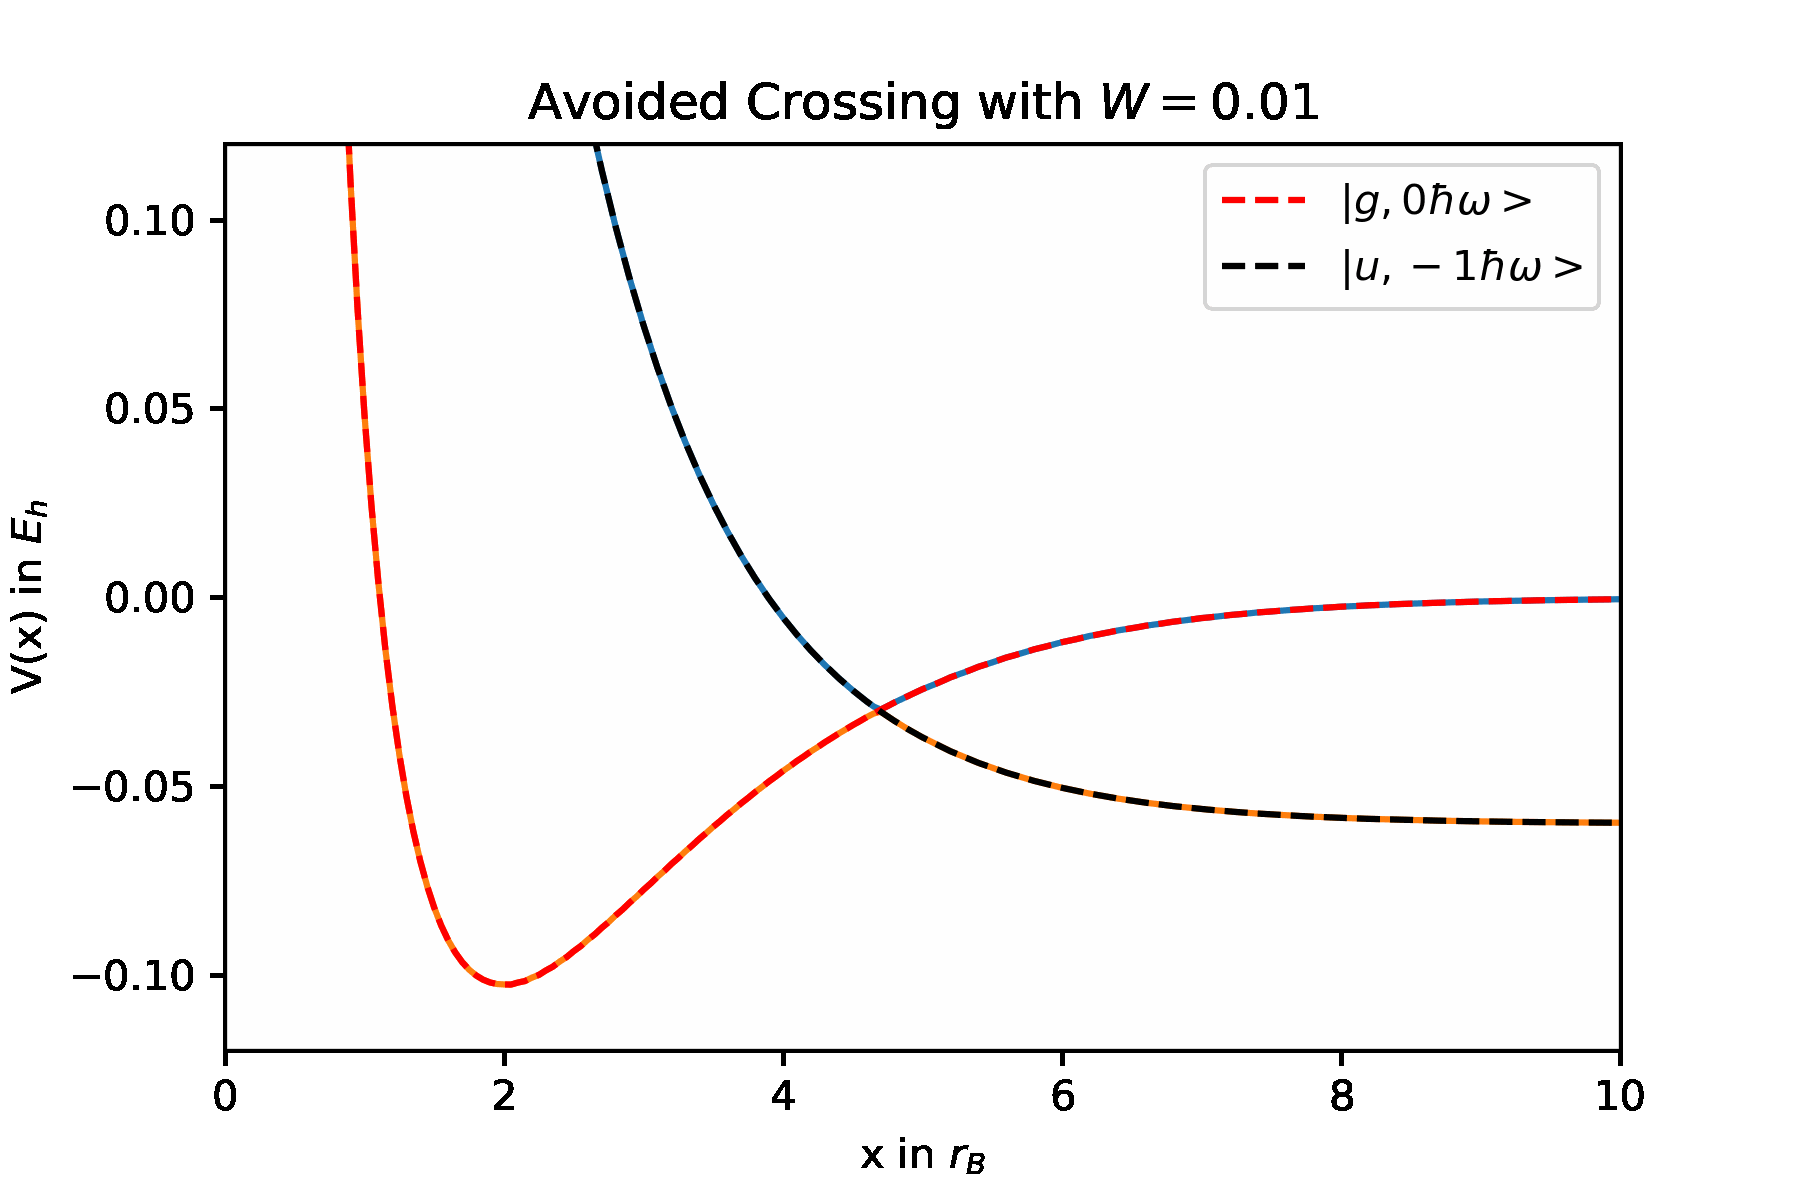 Avoided Crossing with W = 0.01
|g, 0ħω >
|u, − 1ħω >
V(x) in E_h
0.10
0.05
0.00
−0.05
−0.10
0 2 4 6 8 10
x in r_B